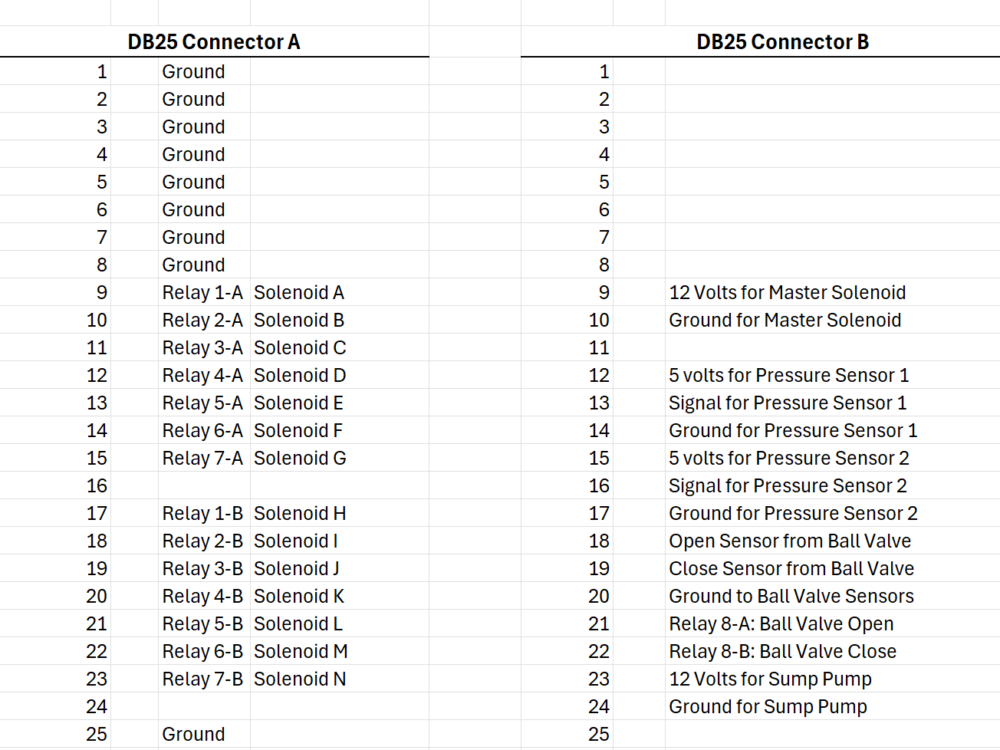 DB25 Connector A DB25 Connector B
1 Ground 1
2 Ground 2
3 Ground 3
4 Ground 4
5 Ground 5
6 Ground 6
7 Ground 7
8 Ground 8
9 Relay 1-A Solenoid A 9 12 Volts for Master Solenoid
10 Relay 2-A Solenoid B 10 Ground for Master Solenoid
11 Relay 3-A Solenoid C 11
12 Relay 4-A Solenoid D 12 5 volts for Pressure Sensor 1
13 Relay 5-A Solenoid E 13 Signal for Pressure Sensor 1
14 Relay 6-A Solenoid F 14 Ground for Pressure Sensor 1
15 Relay 7-A Solenoid G 15 5 volts for Pressure Sensor 2
16 16 Signal for Pressure Sensor 2
17 Relay 1-B Solenoid H 17 Ground for Pressure Sensor 2
18 Relay 2-B Solenoid I 18 Open Sensor from Ball Valve
19 Relay 3-B Solenoid J 19 Close Sensor from Ball Valve
20 Relay 4-B Solenoid K 20 Ground to Ball Valve Sensors
21 Relay 5-B Solenoid L 21 Relay 8-A: Ball Valve Open
22 Relay 6-B Solenoid M 22 Relay 8-B: Ball Valve Close
23 Relay 7-B Solenoid N 23 12 Volts for Sump Pump
24 24 Ground for Sump Pump
25 Ground 25